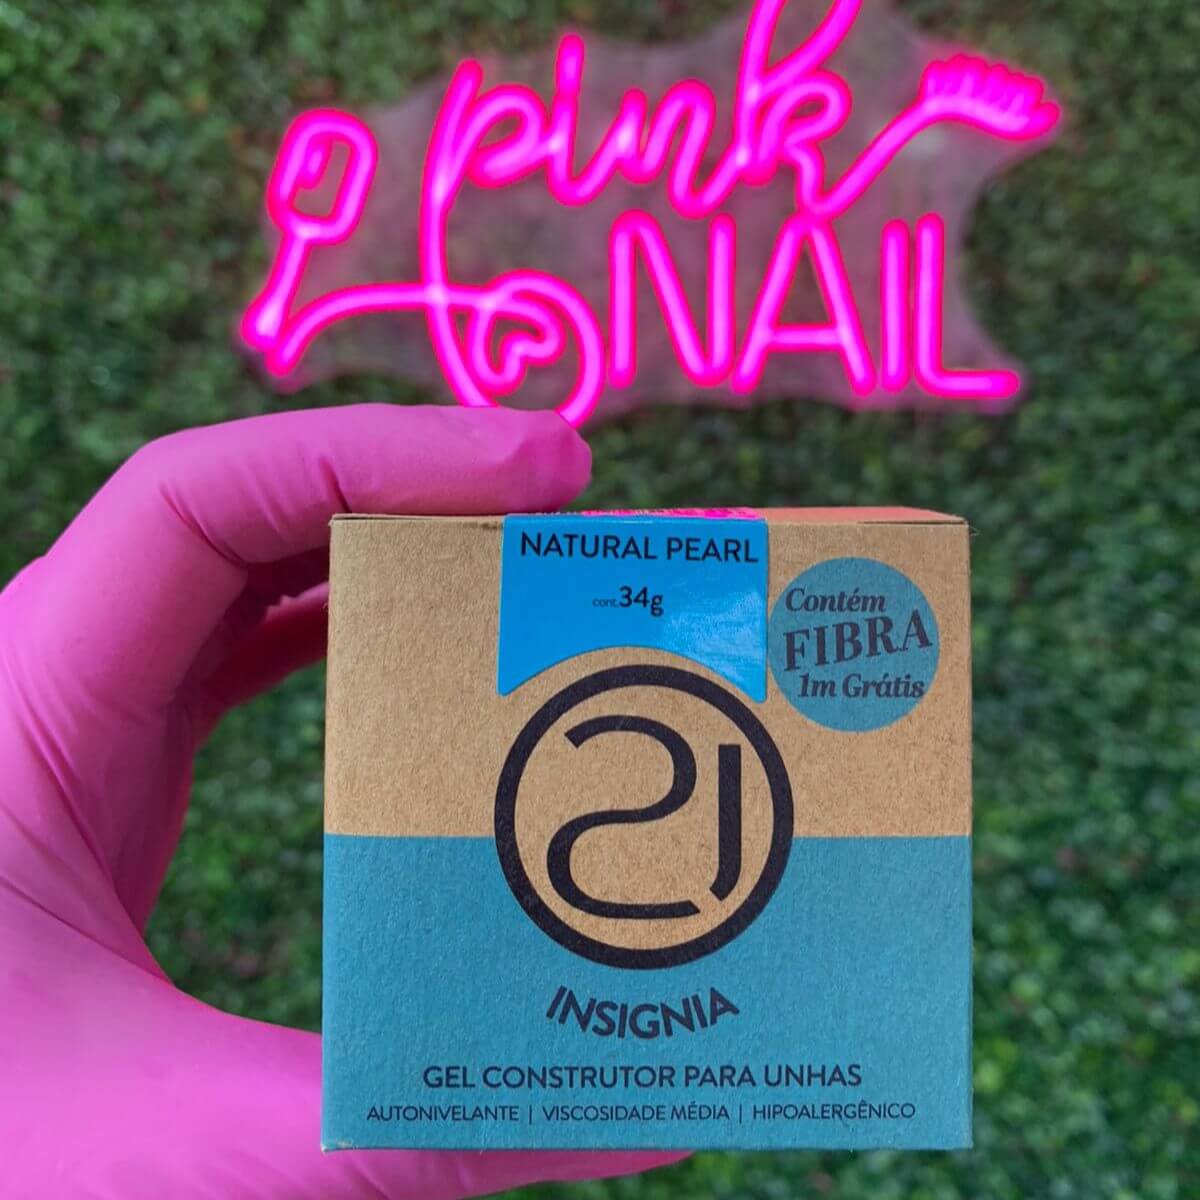 pink
NAIL
NATURAL PEARL
cont.34g
Contém
FIBRA
1m Grátis
21
INSIGNIA
GEL CONSTRUTOR PARA UNHAS
AUTONIVELANTE | VISCOSIDADE MÉDIA | HIPOALERGÊNICO